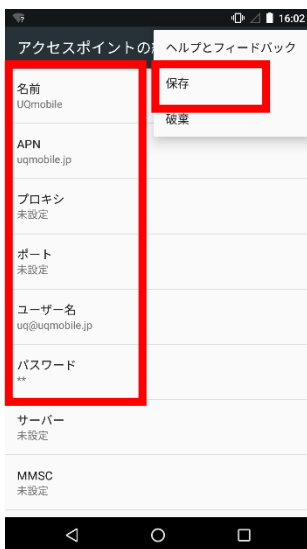 16:02
アクセスポイントの
ヘルプとフィードバック
保存
破棄
名前
UQmobile
APN
uqmobile.jp
プロキシ
未設定
ポート
未設定
ユーザー名
uq@uqmobile.jp
パスワード
**
サーバー
未設定
MMSC
未設定